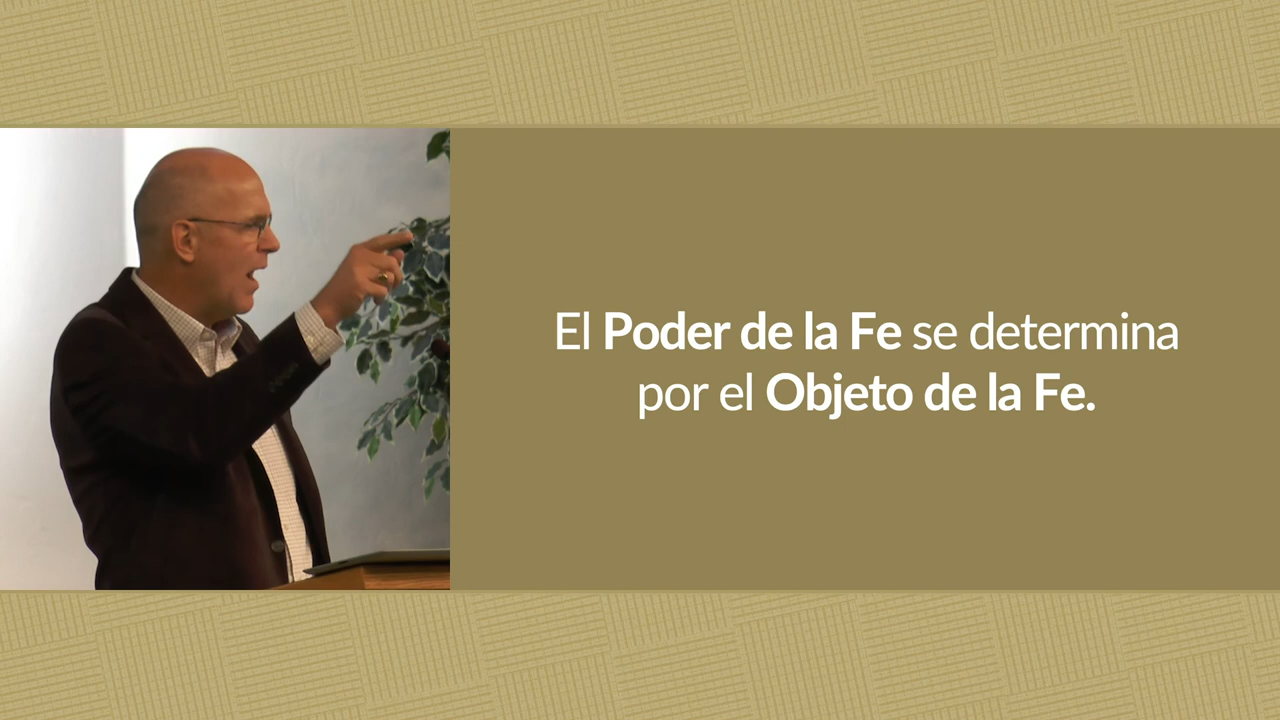 El Poder de la Fe se determina
por el Objeto de la Fe.